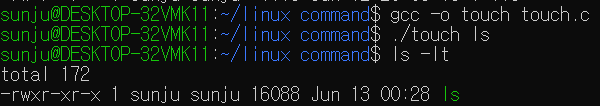 sunju@DESKTOP-32VMK11:~/linux command$ gcc -o touch touch.c
sunju@DESKTOP-32VMK11:~/linux command$ ./touch ls
sunju@DESKTOP-32VMK11:~/linux command$ ls -lt
total 172
-rwxr-xr-x 1 sunju sunju 16088 Jun 13 00:28 ls